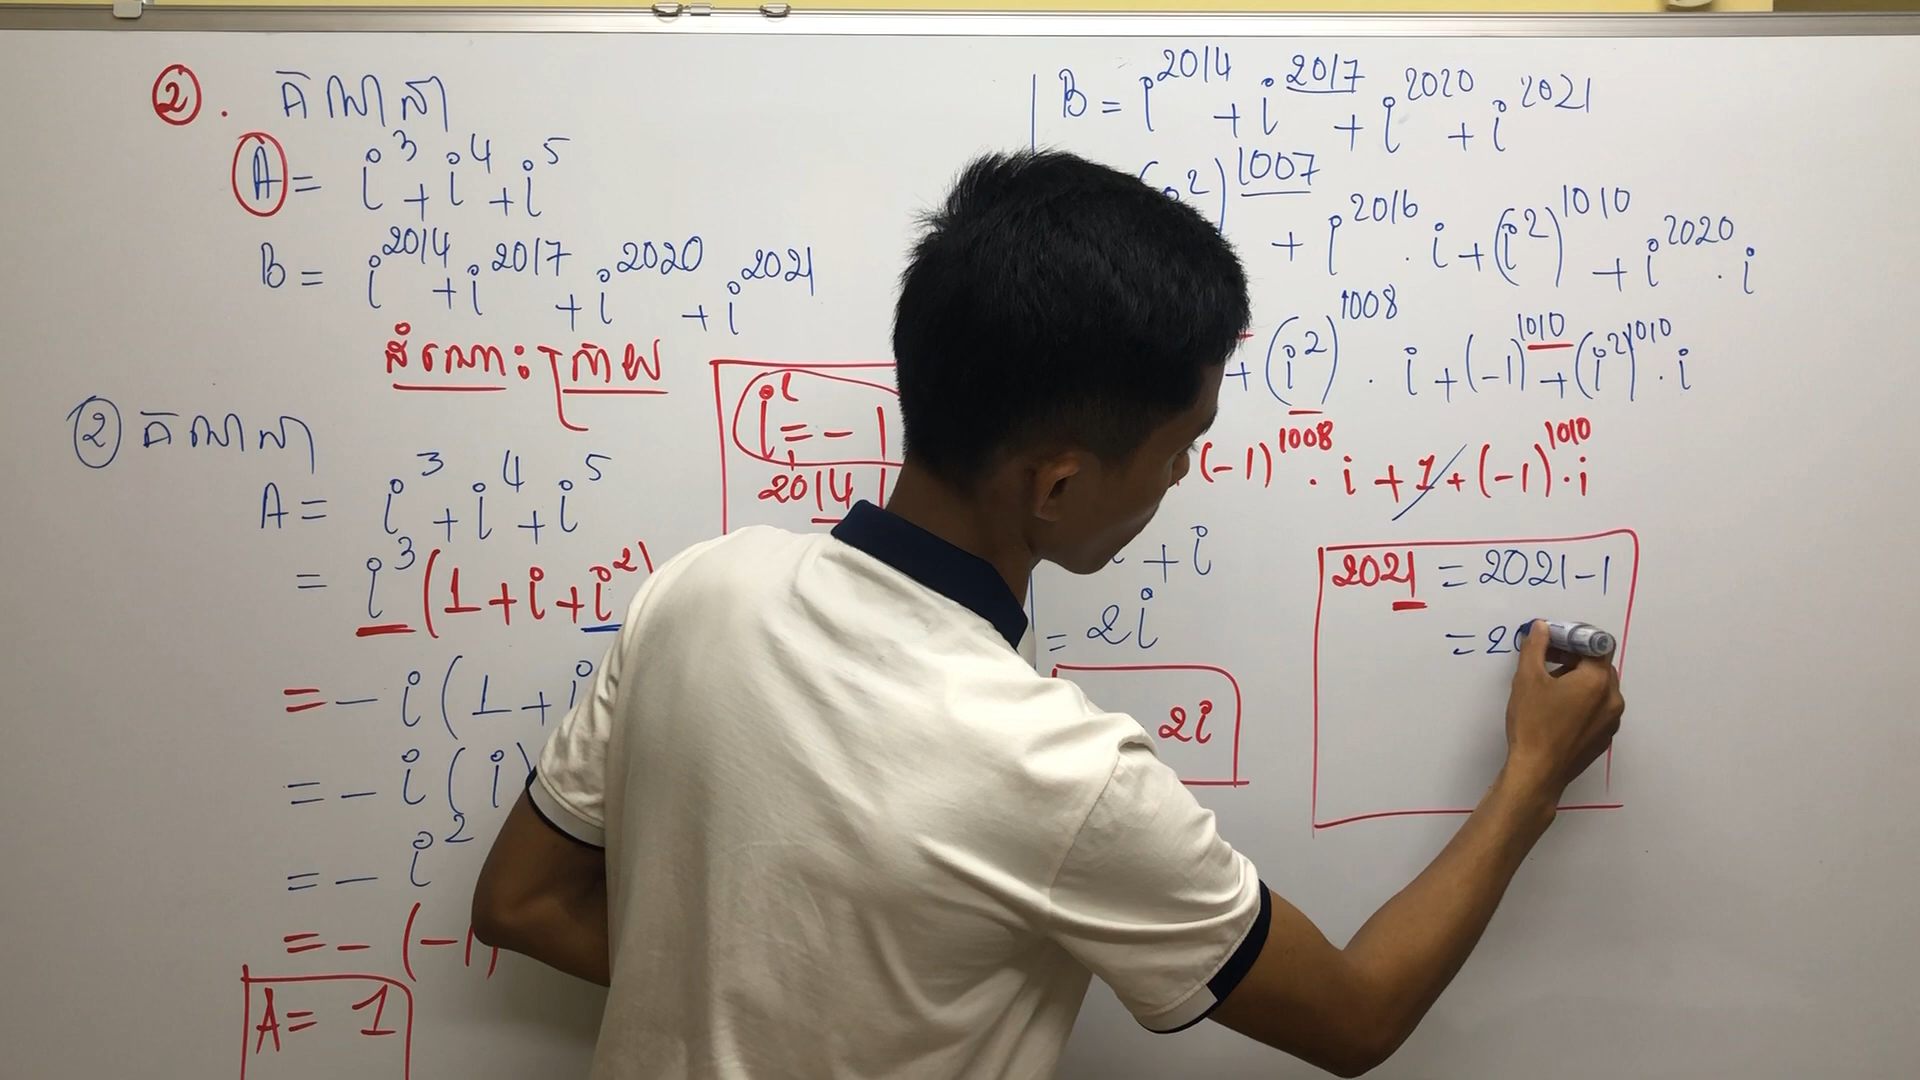 2. គណនា
A = i³ + i⁴ + i⁵
B = i²⁰¹⁴ + i²⁰¹⁷ + i²⁰²⁰ + i²⁰²¹
ដំណោះស្រាយ
2 គណនា
A = i³ + i⁴ + i⁵
= i³ (1 + i + i²)
= - i (1 + i
= - i (i)
= - i²
= - (-1)
A = 1
i² = -1
2014
B = i²⁰¹⁴ + i²⁰¹⁷ + i²⁰²⁰ + i²⁰²¹
²)¹⁰⁰⁷ + i²⁰¹⁶ · i + (i²)¹⁰¹⁰ + i²⁰²⁰ · i
+ (i²)¹⁰⁰⁸ · i + (-1)¹⁰¹⁰ + (i²)¹⁰¹⁰ · i
(-1)¹⁰⁰⁸ · i + 1 + (-1)¹⁰¹⁰ · i
+ i
= 2i
2i
2021 = 2021 - 1
= 20